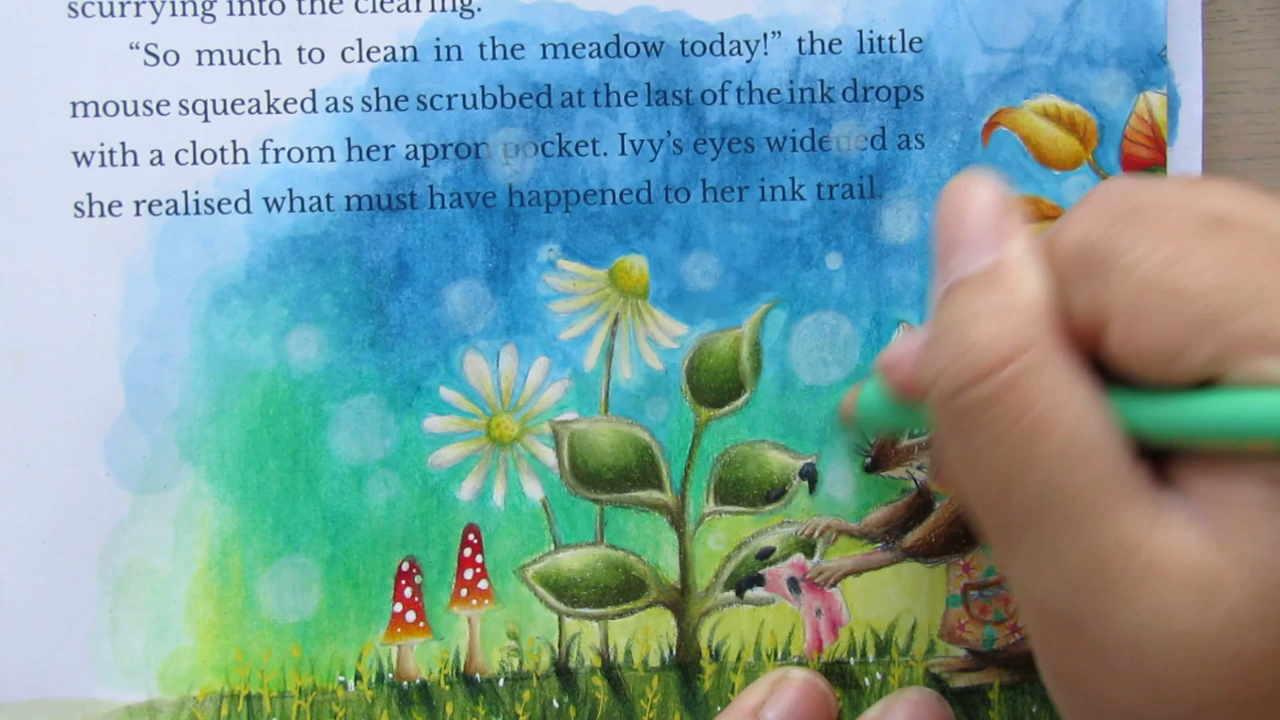 scurrying into the clearing.
“So much to clean in the meadow today!” the little
mouse squeaked as she scrubbed at the last of the ink drops
with a cloth from her apron pocket. Ivy’s eyes widened as
she realised what must have happened to her ink trail.